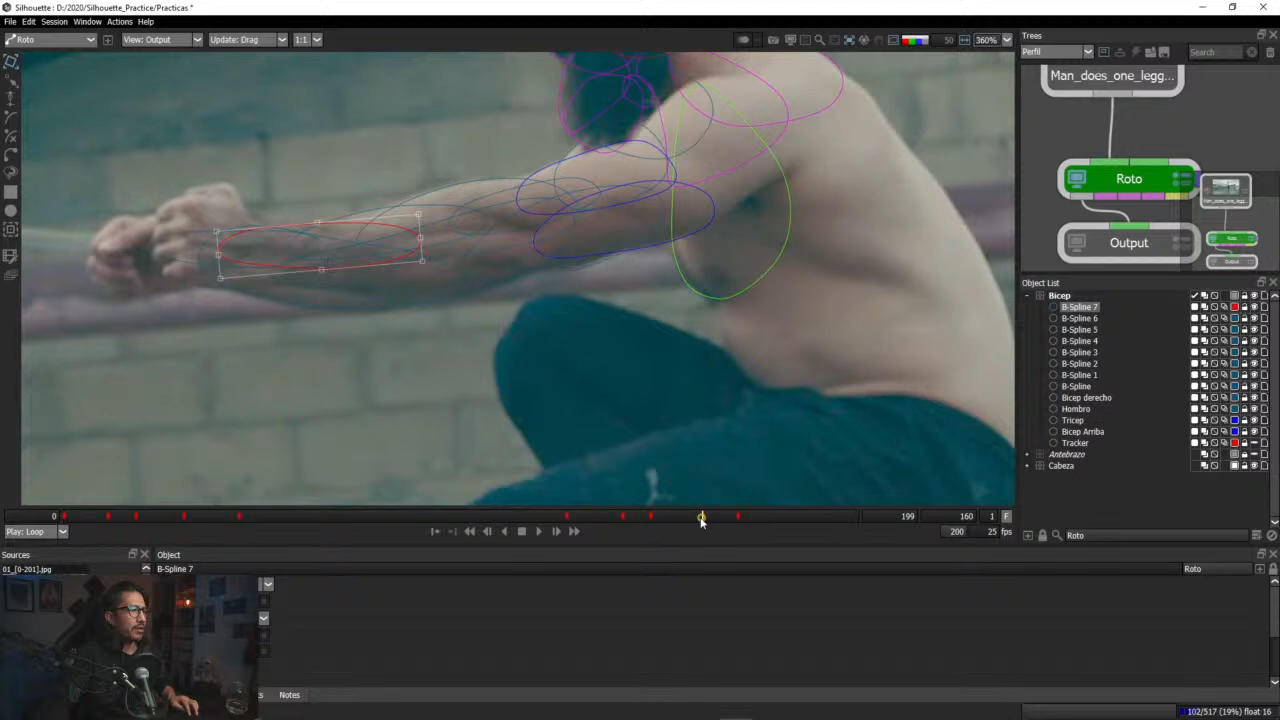 Silhouette : D:/2020/Silhouette_Practice/Practicas *
File Edit Session Window Actions Help
Roto View: Output Update: Drag 1:1 50 360%
Trees
Perfil Search
Man_does_one_legg...
Roto
Output
Man_does_one_leg...
Roto
Output
Object List
Bicep
B-Spline 7
B-Spline 6
B-Spline 5
B-Spline 4
B-Spline 3
B-Spline 2
B-Spline 1
B-Spline
Bicep derecho
Hombro
Tricep
Bicep Arriba
Tracker
Antebrazo
Cabeza
0 199 160 1 F
Play: Loop 200 25 fps
Roto
Sources Object
01_[0-201].jpg B-Spline 7 Roto
Notes
102/517 (19%) float 16